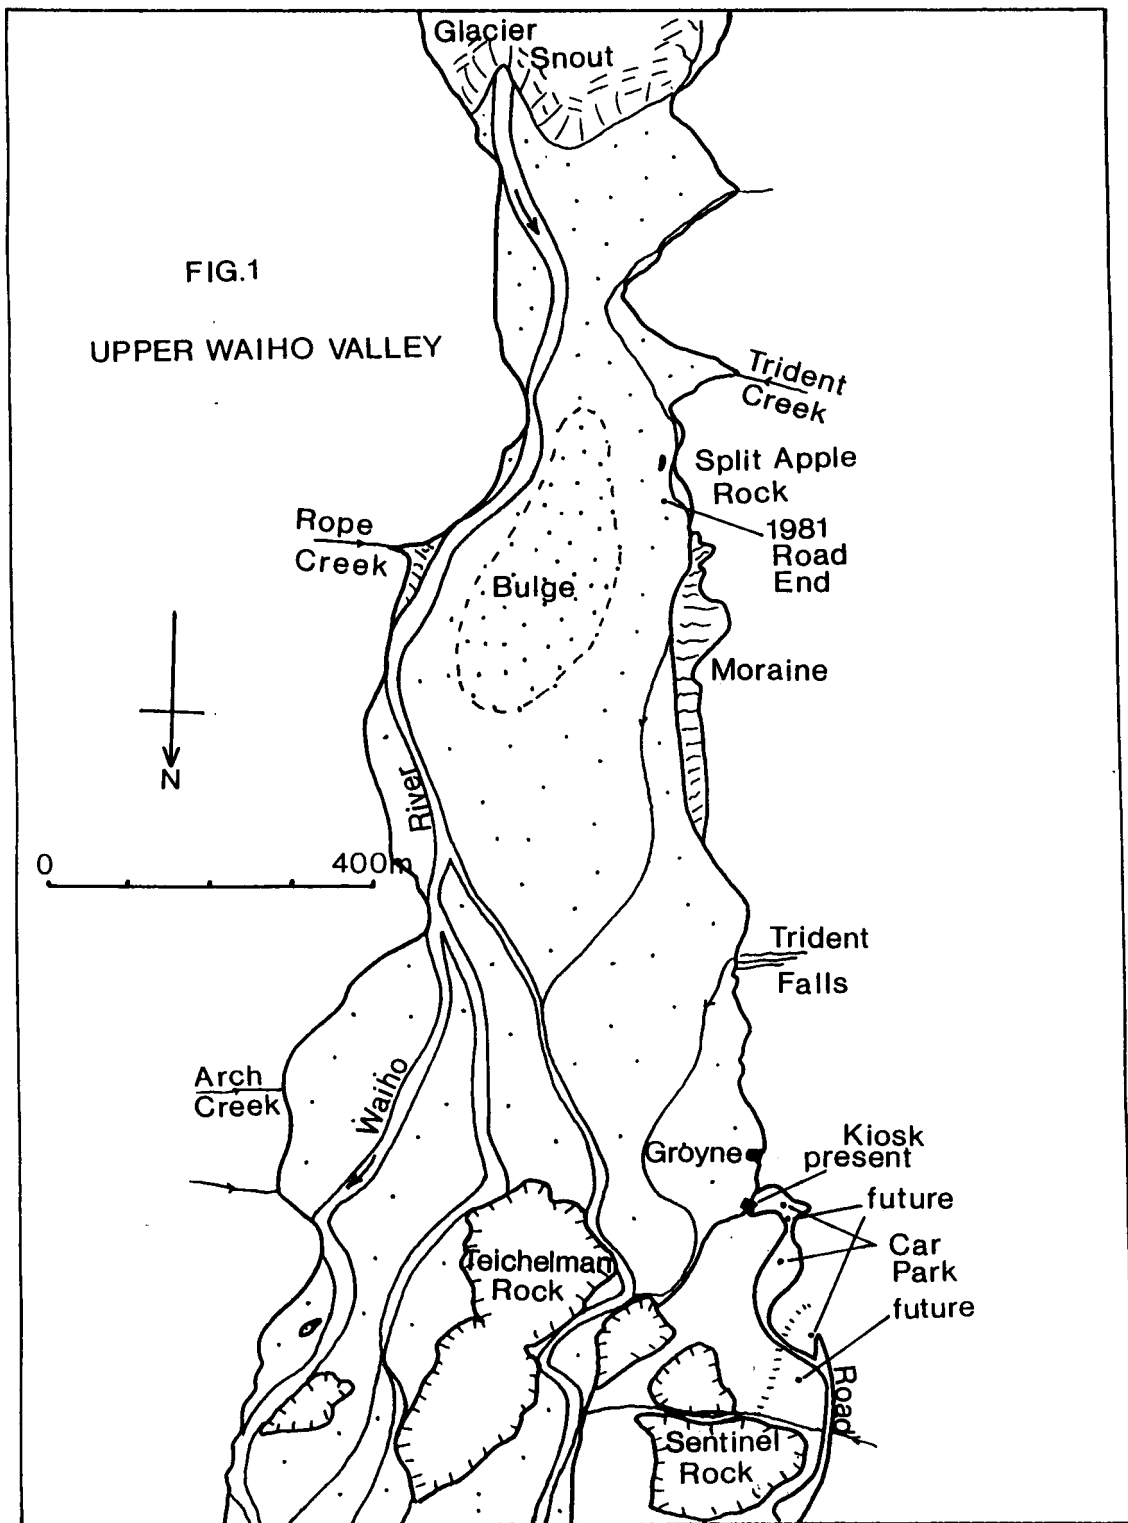 Glacier
Snout
FIG.1
UPPER WAIHO VALLEY
Trident
Creek
Split Apple
Rock
1981
Road
End
Rope
Creek
Bulge
Moraine
N
River
0 400m
Trident
Falls
Arch
Creek
Waiho
Groyne
Kiosk
present
future
Car
Park
future
Teichelman
Rock
Road
Sentinel
Rock